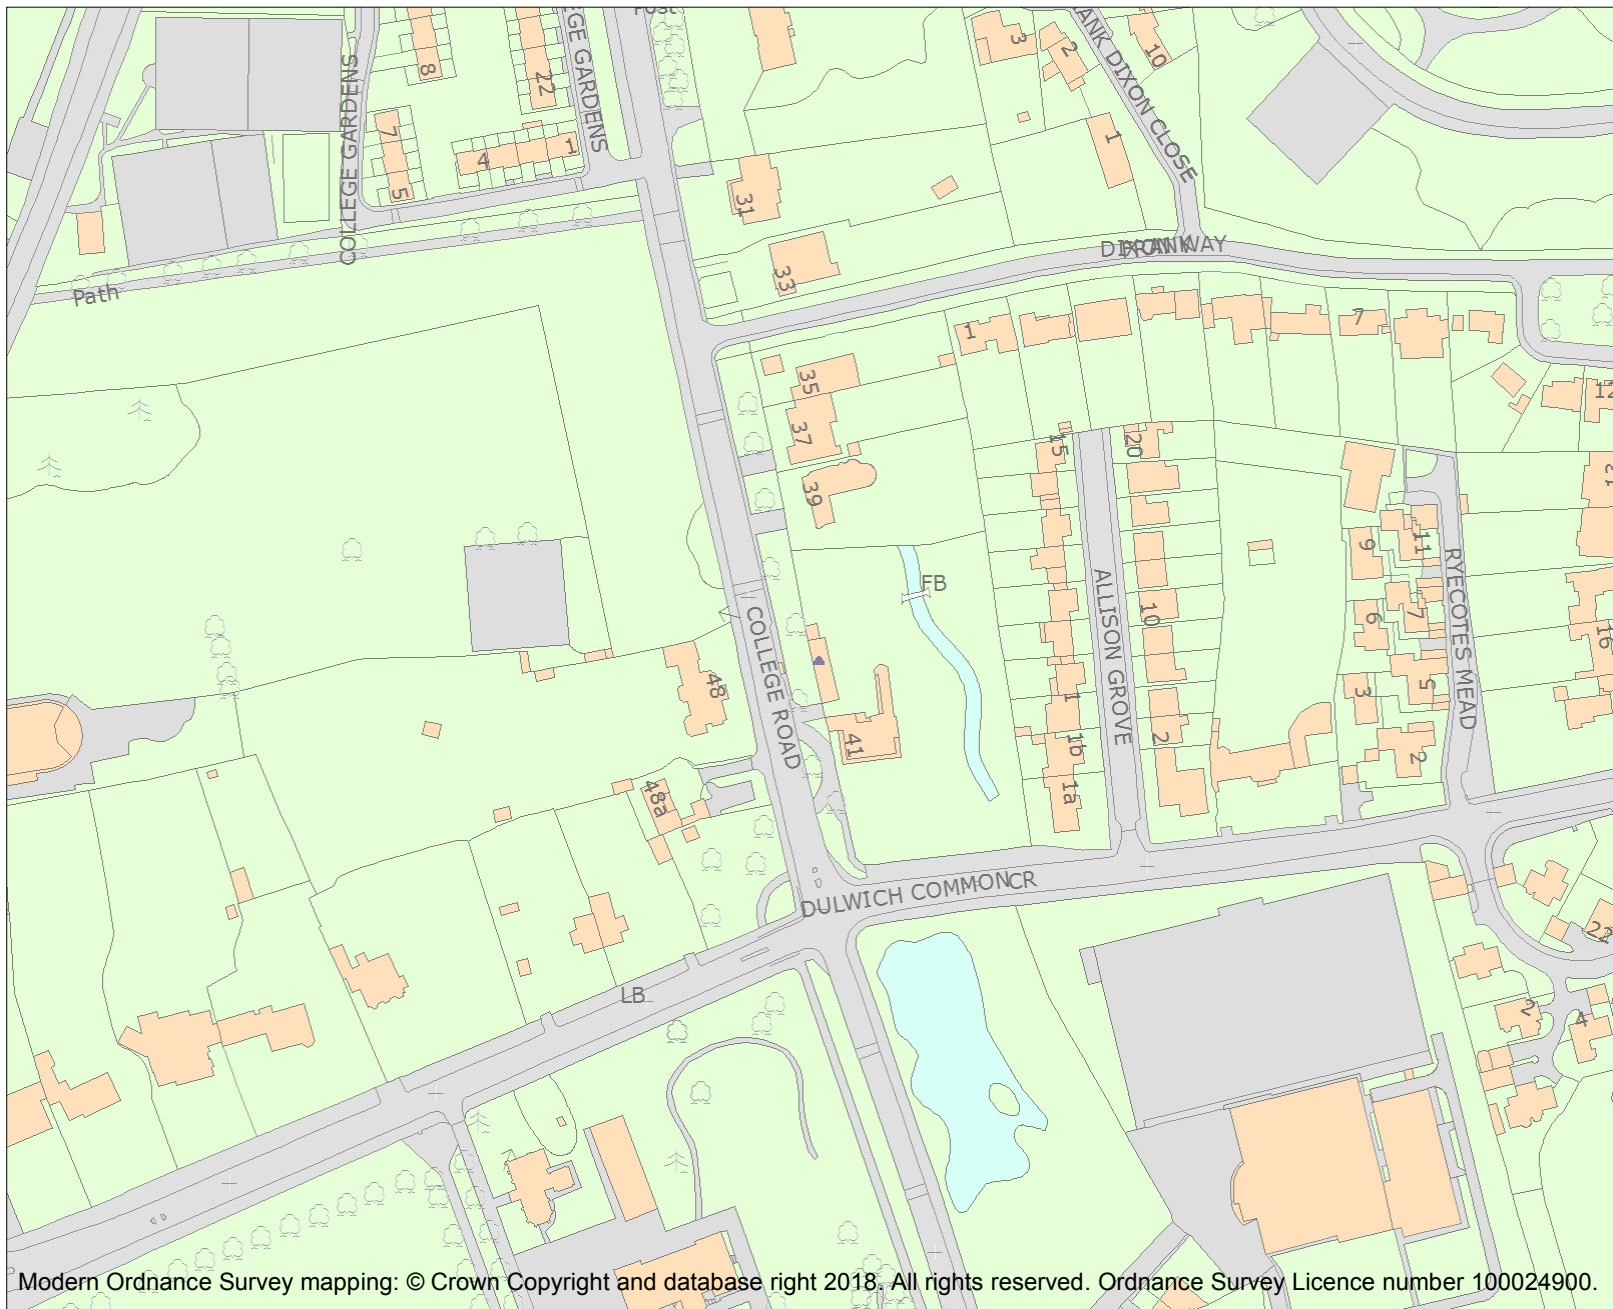 Post
COLLEGE GARDENS
EGE GARDENS
8
22
7
5
4
1
3
2
10
RANK DIXON CLOSE
1
31
33
DIXON WAY
FRANK
Path
1
7
12
35
37
39
15
20
FB
COLLEGE ROAD
ALLISON GROVE
10
9
11
6
7
3
5
2
RYECOTES MEAD
16
48
41
1
1b
1a
2
48a
DULWICH COMMON
CR
LB
22
2
4
Modern Ordnance Survey mapping: © Crown Copyright and database right 2018. All rights reserved. Ordnance Survey Licence number 100024900.